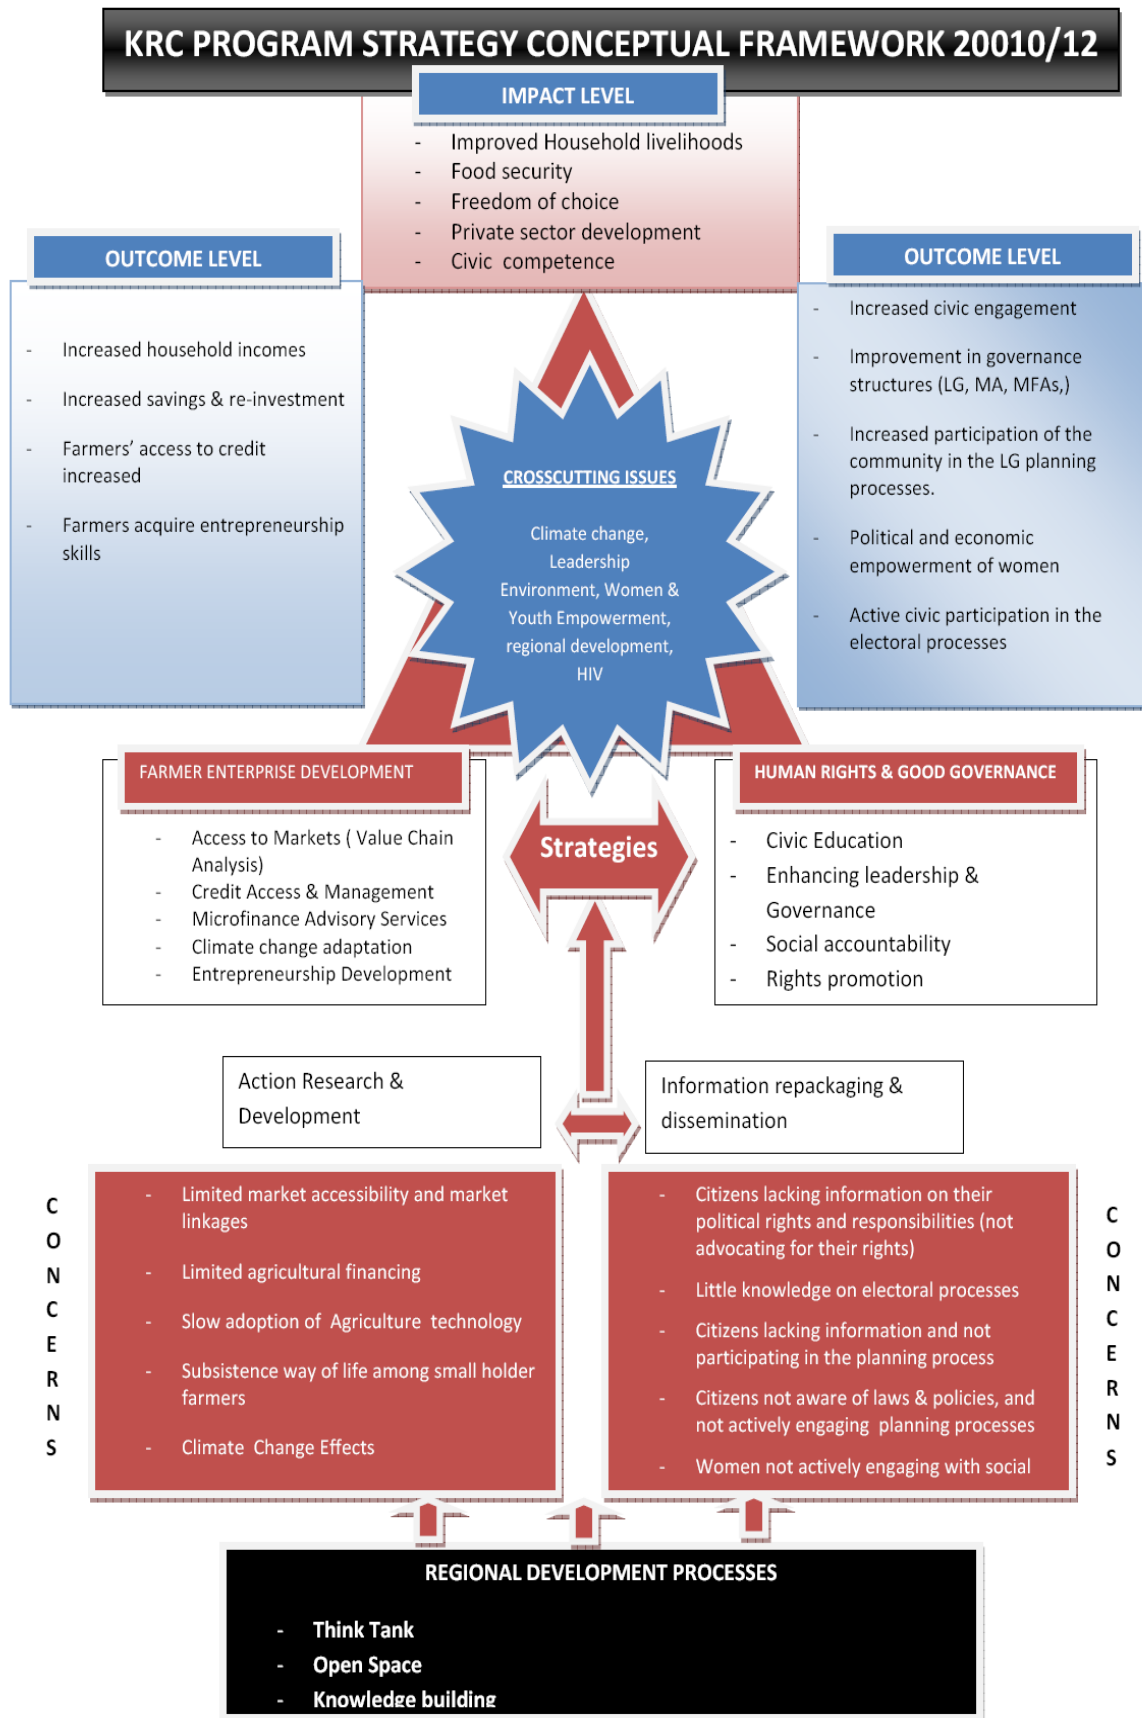 KRC PROGRAM STRATEGY CONCEPTUAL FRAMEWORK 20010/12
IMPACT LEVEL
- Improved Household livelihoods
- Food security
- Freedom of choice
- Private sector development
- Civic competence
OUTCOME LEVEL
- Increased household incomes
- Increased savings & re-investment
- Farmers' access to credit
increased
- Farmers acquire entrepreneurship
skills
OUTCOME LEVEL
- Increased civic engagement
- Improvement in governance
structures (LG, MA, MFAs,)
- Increased participation of the
community in the LG planning
processes.
- Political and economic
empowerment of women
- Active civic participation in the
electoral processes
CROSSCUTTING ISSUES
Climate change,
Leadership
Environment, Women &
Youth Empowerment,
regional development,
HIV
FARMER ENTERPRISE DEVELOPMENT
- Access to Markets ( Value Chain
Analysis)
- Credit Access & Management
- Microfinance Advisory Services
- Climate change adaptation
- Entrepreneurship Development
Strategies
HUMAN RIGHTS & GOOD GOVERNANCE
- Civic Education
- Enhancing leadership &
Governance
- Social accountability
- Rights promotion
Action Research &
Development
Information repackaging &
dissemination
CONCERNS
- Limited market accessibility and market
linkages
- Limited agricultural financing
- Slow adoption of Agriculture technology
- Subsistence way of life among small holder
farmers
- Climate Change Effects
- Citizens lacking information on their
political rights and responsibilities (not
advocating for their rights)
- Little knowledge on electoral processes
- Citizens lacking information and not
participating in the planning process
- Citizens not aware of laws & policies, and
not actively engaging planning processes
- Women not actively engaging with social
CONCERNS
REGIONAL DEVELOPMENT PROCESSES
- Think Tank
- Open Space
- Knowledge building